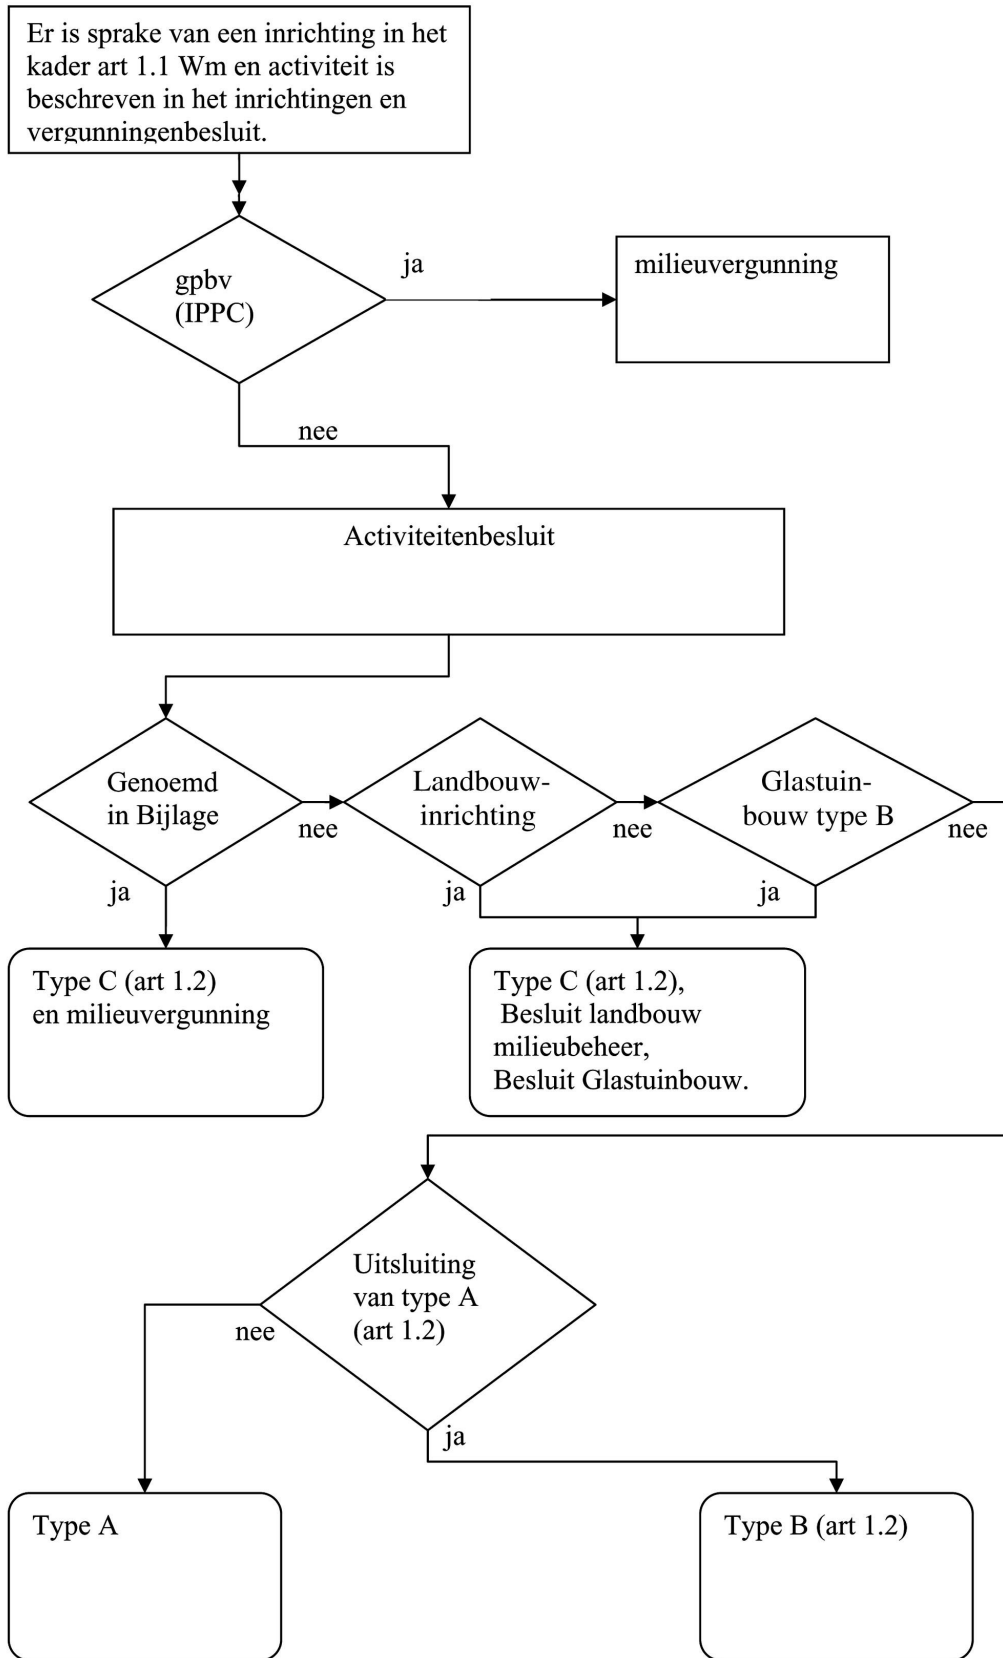 Er is sprake van een inrichting in het
kader art 1.1 Wm en activiteit is
beschreven in het inrichtingen en
vergunningenbesluit.
gpbv
(IPPC)
ja
milieuvergunning
nee
Activiteitenbesluit
Genoemd
in Bijlage
nee
Landbouw-
inrichting
nee
Glastuin-
bouw type B
nee
ja
ja
ja
Type C (art 1.2)
en milieuvergunning
Type C (art 1.2),
Besluit landbouw
milieubeheer,
Besluit Glastuinbouw.
Uitsluiting
van type A
(art 1.2)
nee
ja
Type A
Type B (art 1.2)